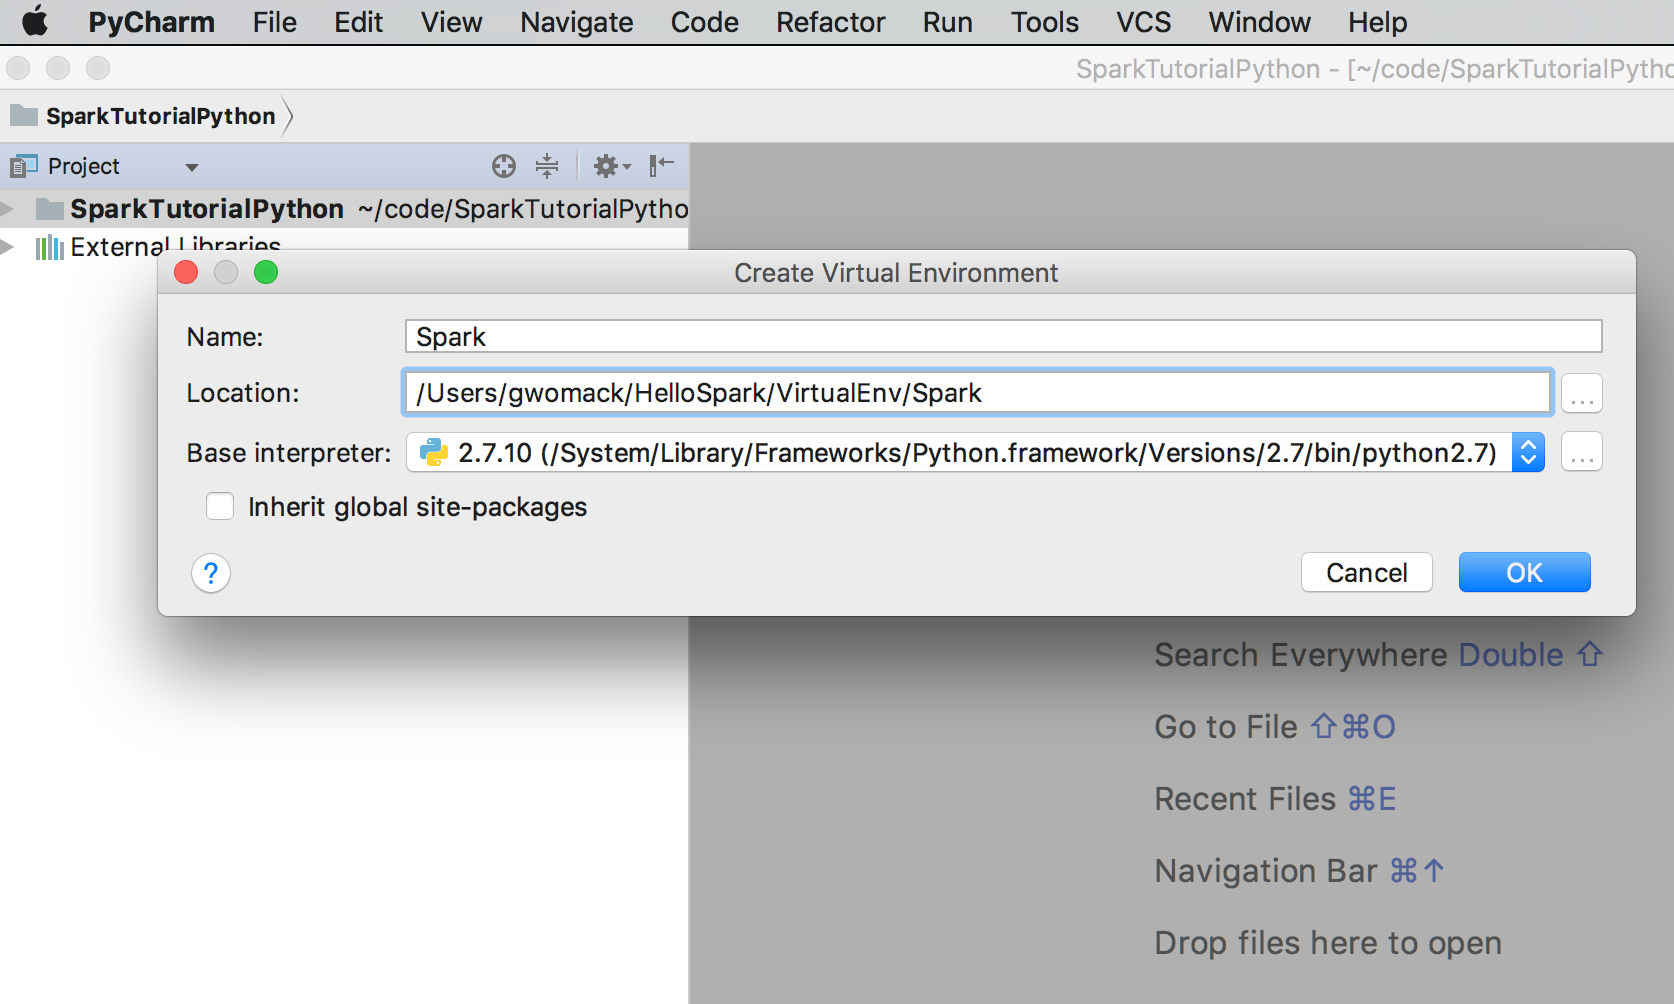 PyCharm File Edit View Navigate Code Refactor Run Tools VCS Window Help
SparkTutorialPython - [~/code/SparkTutorialPytho
SparkTutorialPython
Project
SparkTutorialPython ~/code/SparkTutorialPytho
External Libraries
Create Virtual Environment
Name: Spark
Location: /Users/gwomack/HelloSpark/VirtualEnv/Spark ...
Base interpreter: 2.7.10 (/System/Library/Frameworks/Python.framework/Versions/2.7/bin/python2.7) ...
Inherit global site-packages
? Cancel OK
Search Everywhere Double ⇧
Go to File ⇧⌘O
Recent Files ⌘E
Navigation Bar ⌘↑
Drop files here to open